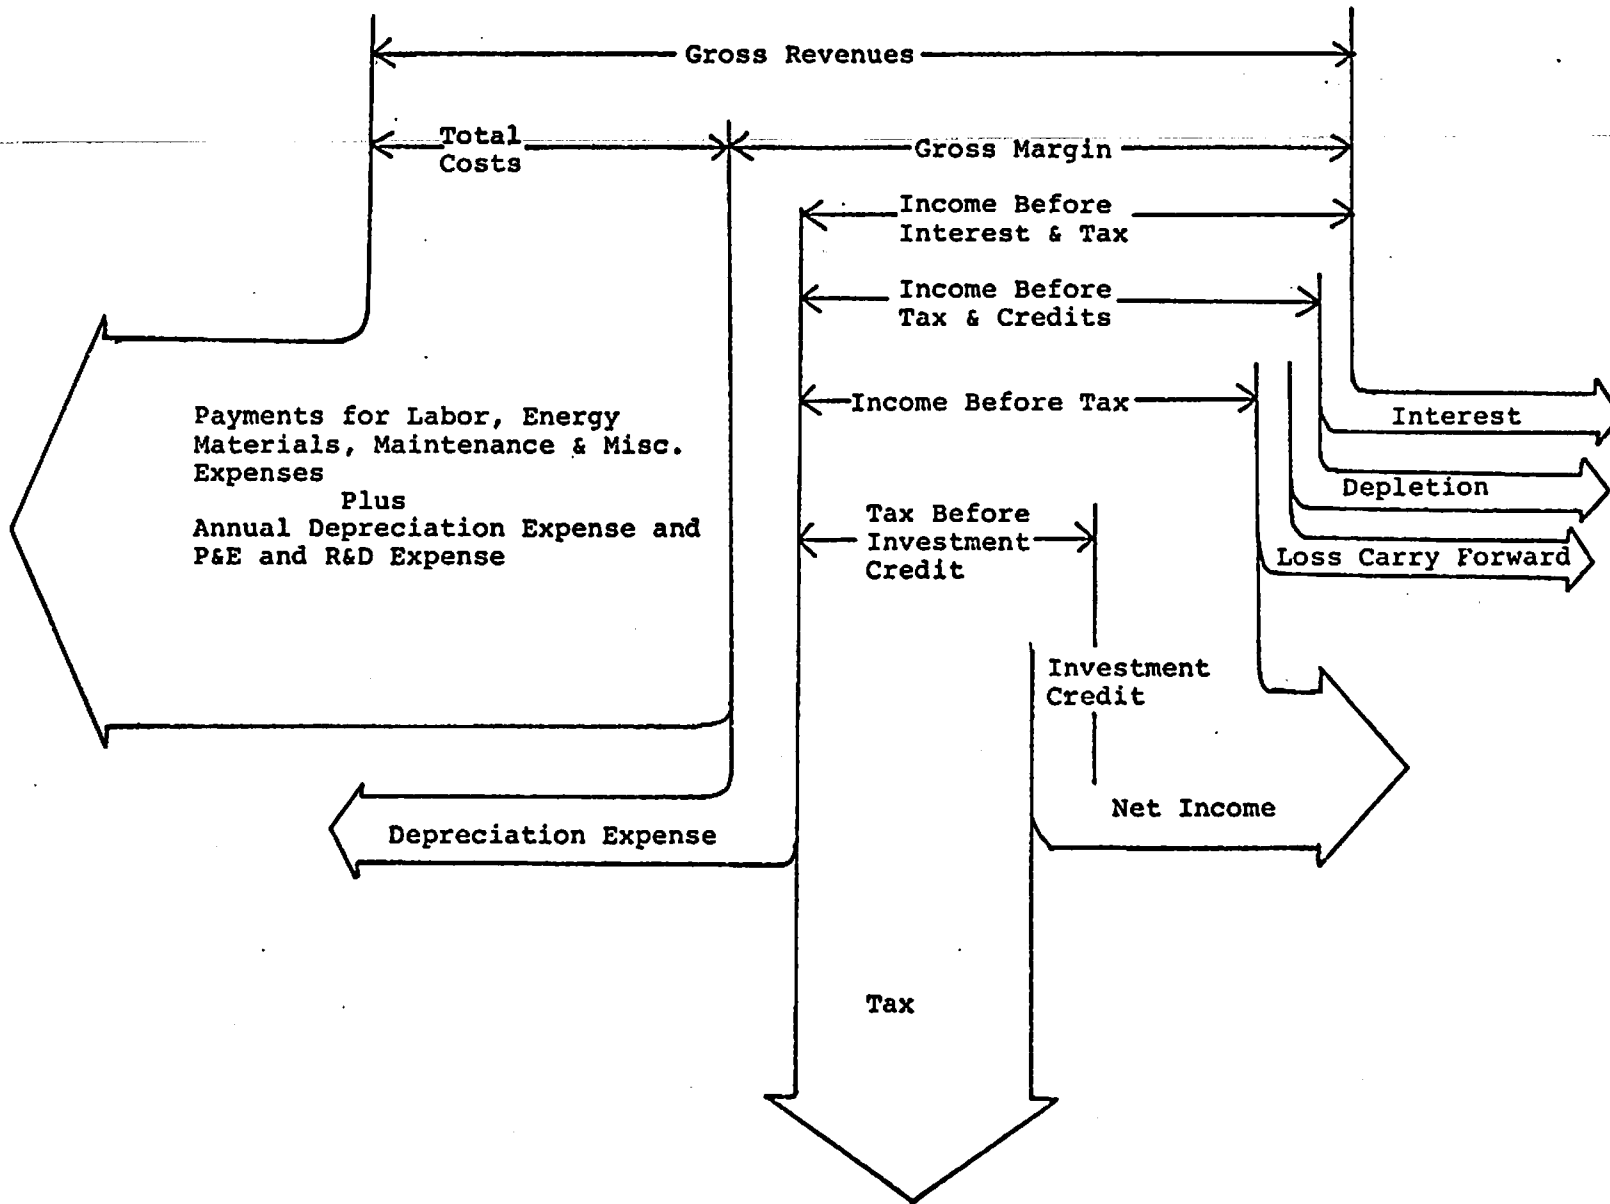 Gross Revenues
Total
Costs
Gross Margin
Income Before
Interest & Tax
Income Before
Tax & Credits
Income Before Tax
Interest
Payments for Labor, Energy
Materials, Maintenance & Misc.
Expenses
Plus
Annual Depreciation Expense and
P&E and R&D Expense
Depletion
Tax Before
Investment
Credit
Loss Carry Forward
Investment
Credit
Net Income
Depreciation Expense
Tax